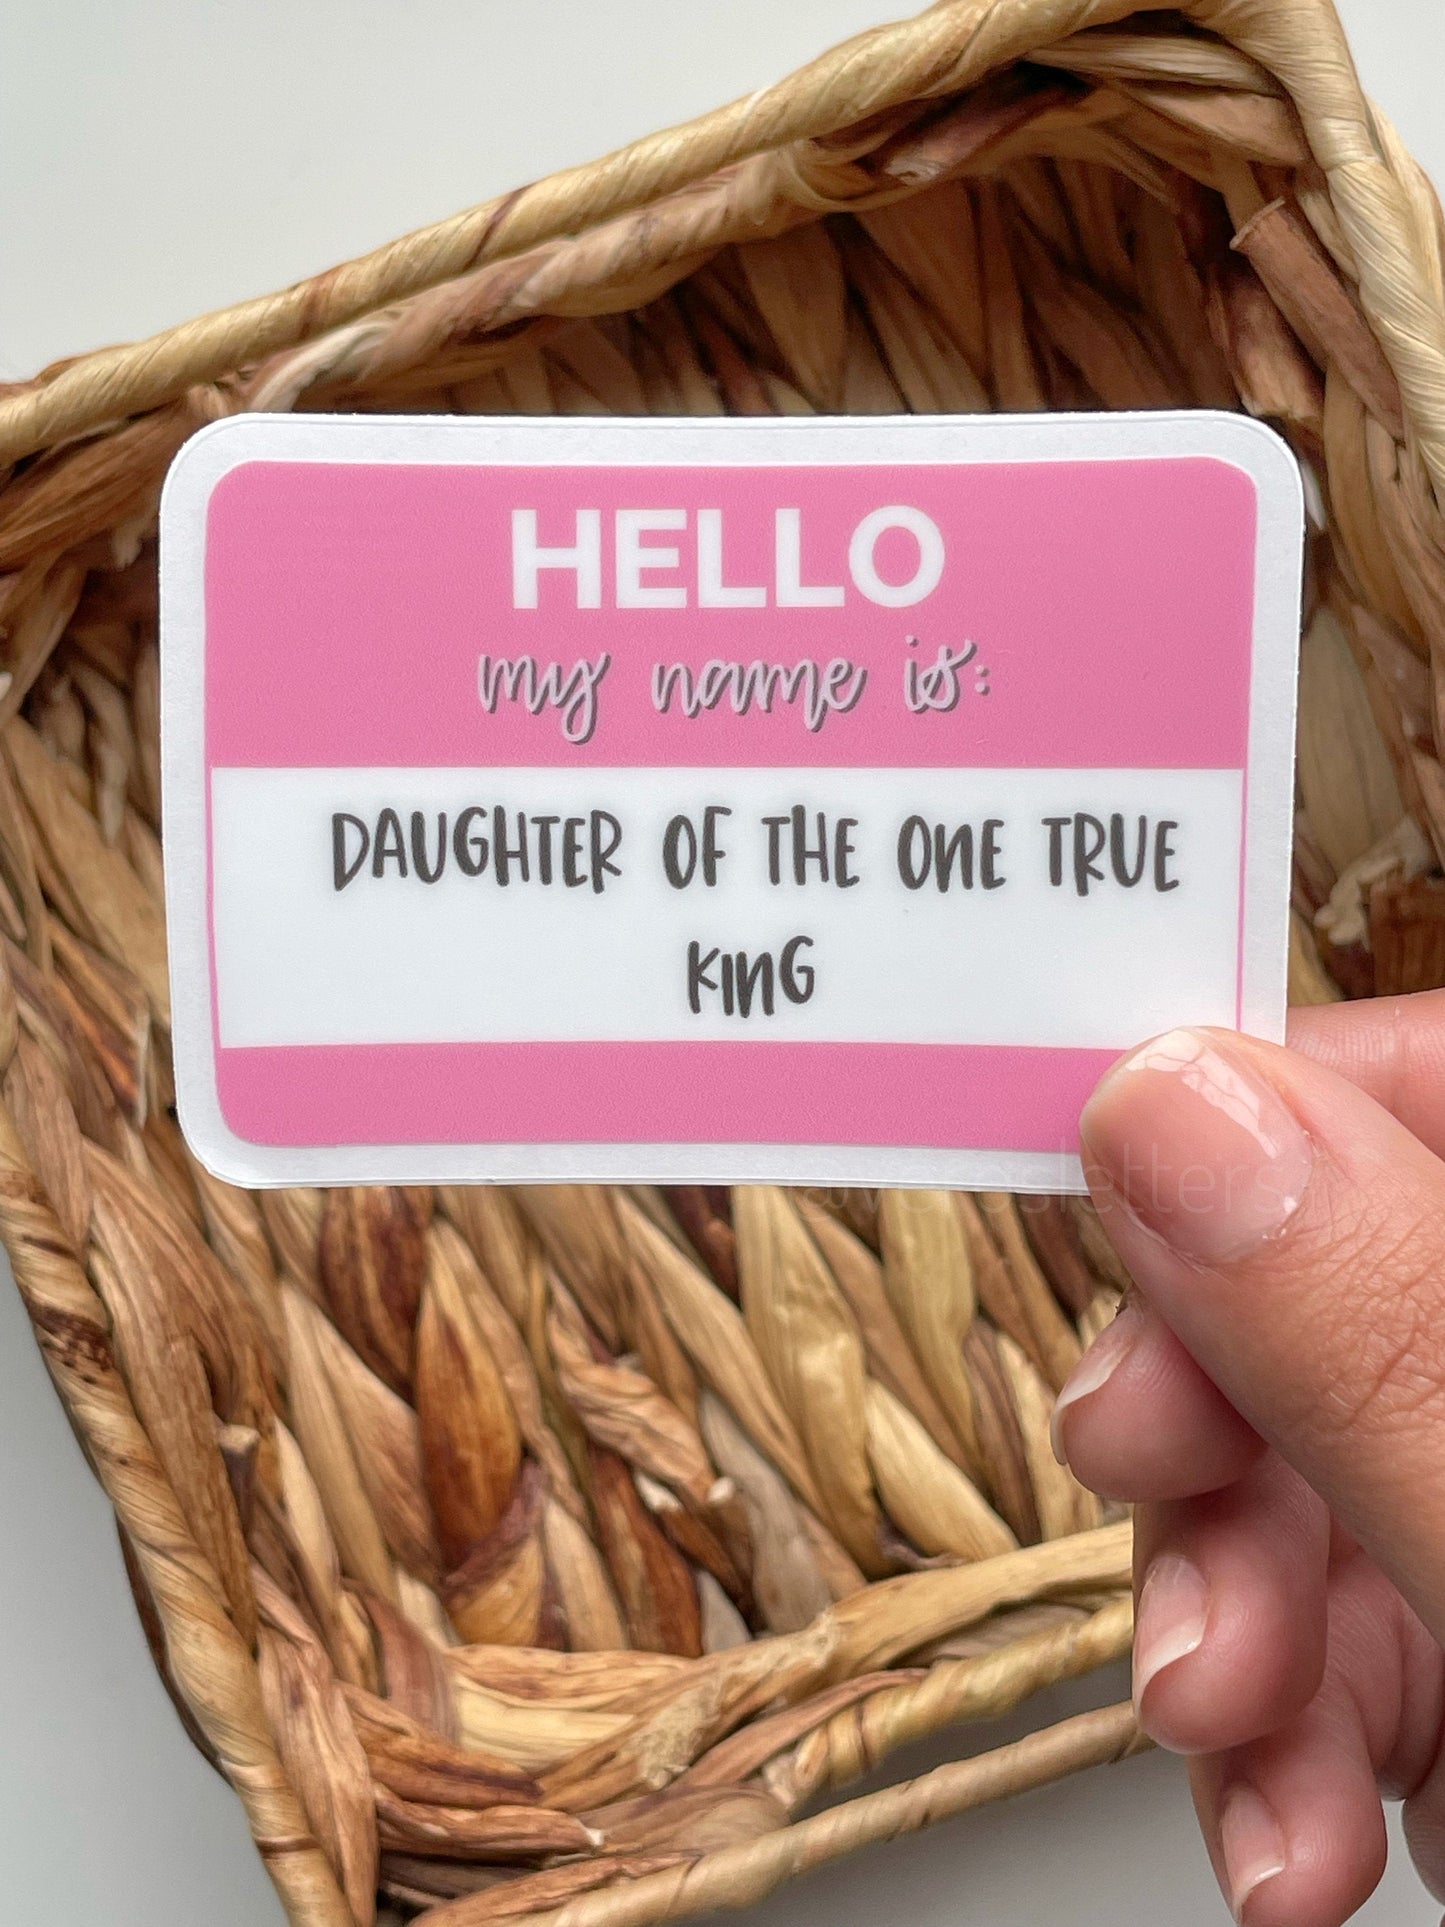 HELLO
my name is:
DAUGHTER OF THE ONE TRUE
KING